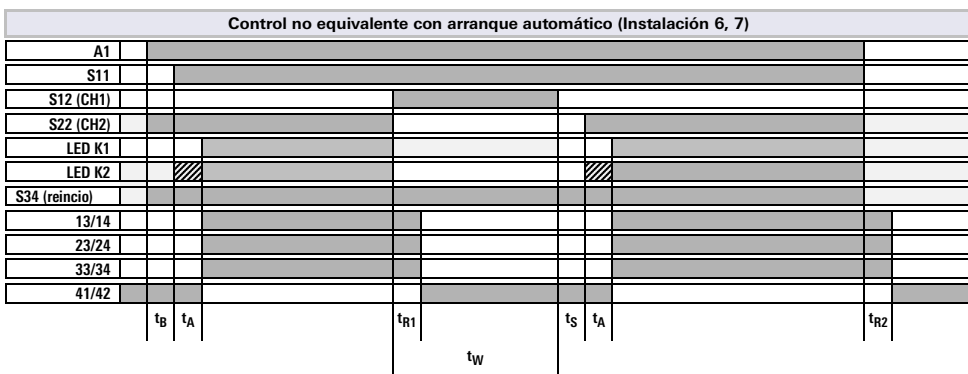 Control no equivalente con arranque automático (Instalación 6, 7)
A1
S11
S12 (CH1)
S22 (CH2)
LED K1
LED K2
S34 (reincio)
13/14
23/24
33/34
41/42
tB tA tR1 tS tA tR2
tW